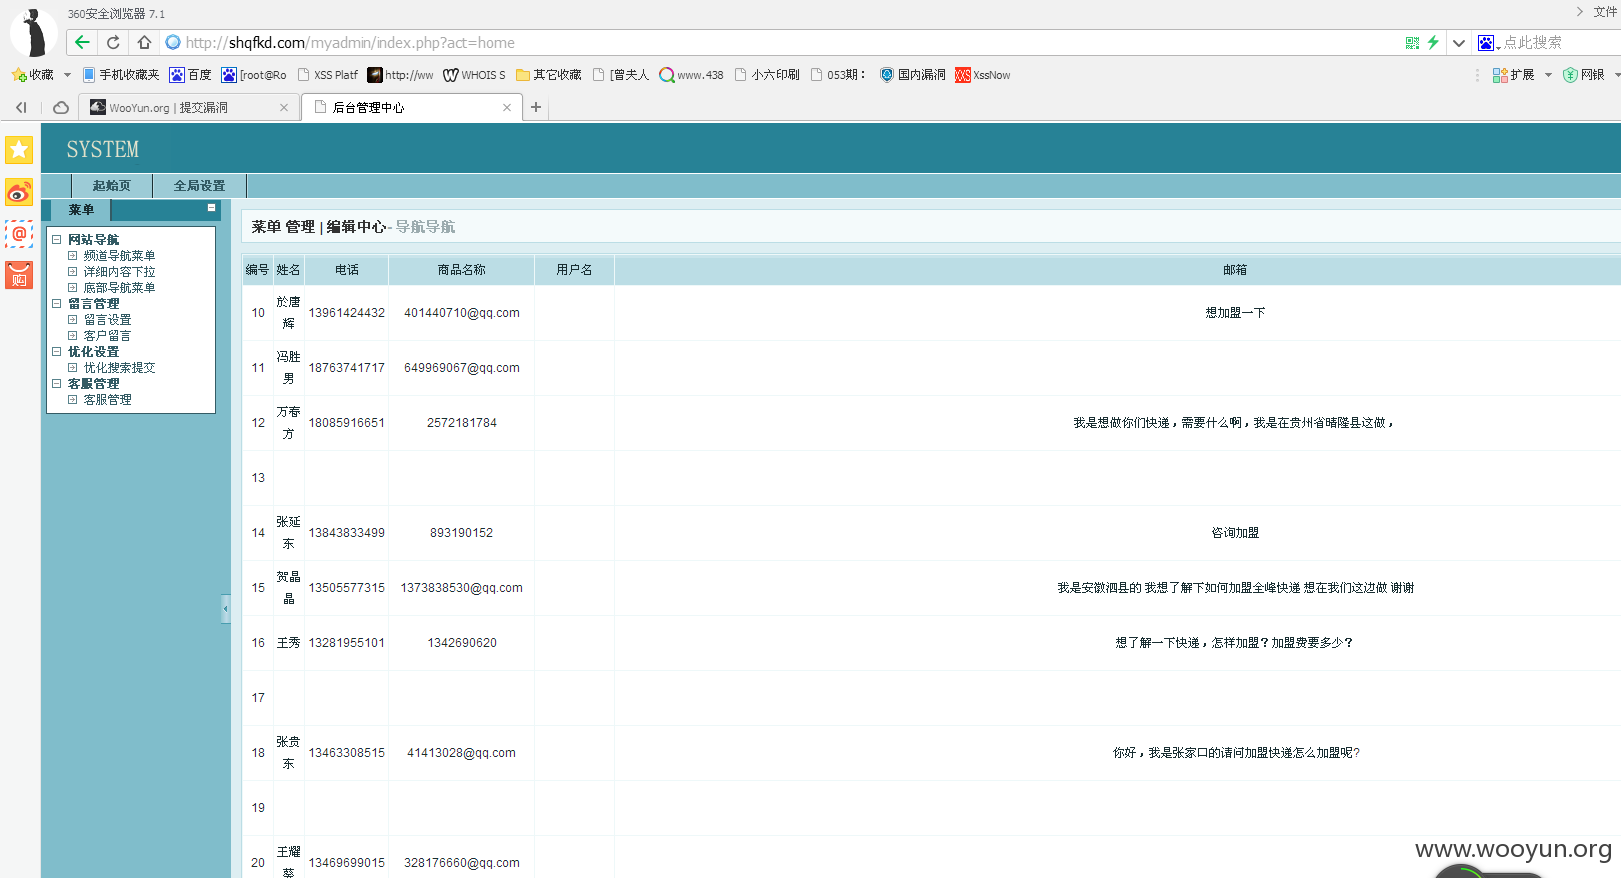 360安全浏览器 7.1
文件
http://shqfkd.com/myadmin/index.php?act=home
点此搜索
收藏 手机收藏夹 百度 [root@Ro XSS Platf http://ww WHOIS S 其它收藏 [曾夫人 www.438 小六印刷 053期： 国内漏洞 XssNow 扩展 网银
WooYun.org | 提交漏洞 后台管理中心
SYSTEM
起始页 全局设置
菜单
网站导航
频道导航菜单
详细内容下拉
底部导航菜单
留言管理
留言设置
客户留言
优化设置
优化搜索提交
客服管理
客服管理
购
菜单 管理 | 编辑中心- 导航导航
编号 姓名 电话 商品名称 用户名 邮箱
10 於唐辉 13961424432 401440710@qq.com 想加盟一下
11 冯胜男 18763741717 649969067@qq.com
12 万春方 18085916651 2572181784 我是想做你们快递，需要什么啊，我是在贵州省晴隆县这做，
13
14 张延东 13843833499 893190152 咨询加盟
15 贺晶晶 13505577315 1373838530@qq.com 我是安徽泗县的 我想了解下如何加盟全峰快递 想在我们这边做 谢谢
16 王秀 13281955101 1342690620 想了解一下快递，怎样加盟？加盟费要多少？
17
18 张贵东 13463308515 41413028@qq.com 你好，我是张家口的请问加盟快递怎么加盟呢?
19
20 王耀 13469699015 328176660@qq.com
www.wooyun.org